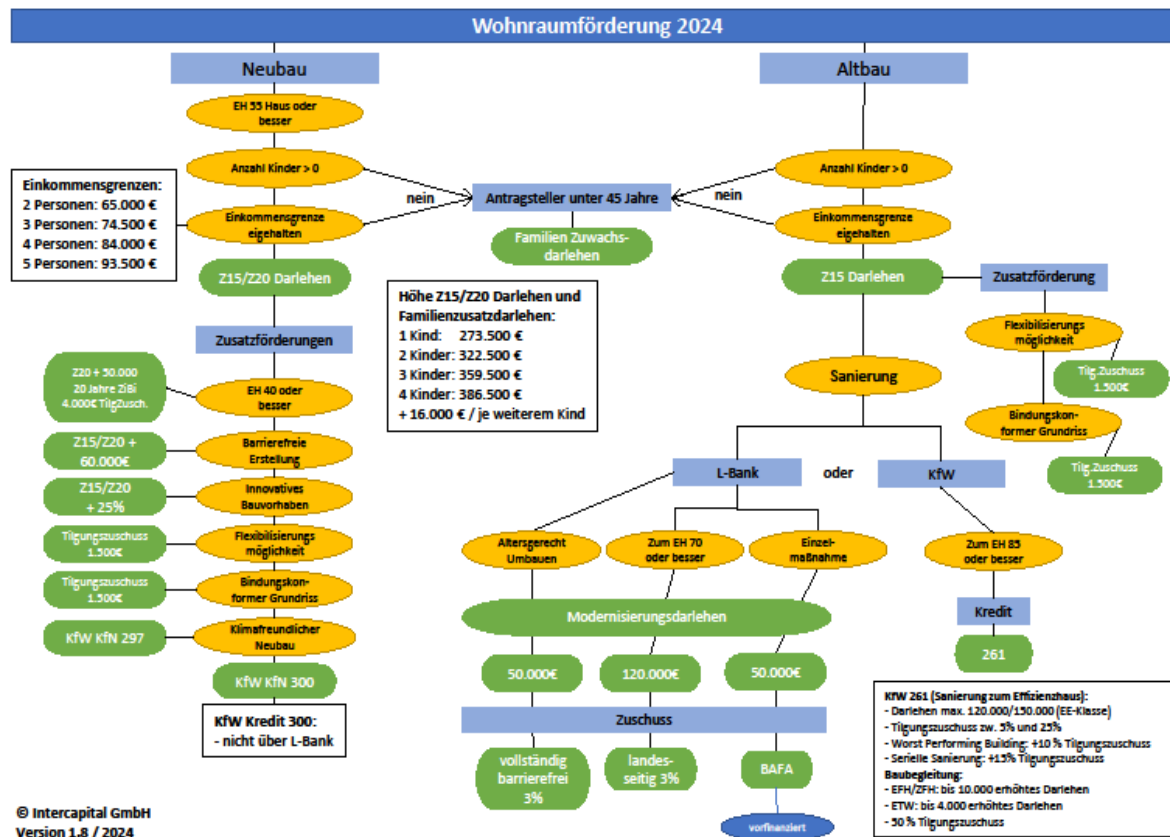 Wohnraumförderung 2024
Neubau
Altbau
EH 55 Haus oder
besser
Anzahl Kinder > 0
Anzahl Kinder > 0
Einkommensgrenzen:
2 Personen: 65.000 €
3 Personen: 74.500 €
4 Personen: 84.000 €
5 Personen: 93.500 €
nein
Antragsteller unter 45 Jahre
nein
Einkommensgrenze
eigehalten
Familien Zuwachs-
darlehen
Einkommensgrenze
eigehalten
Z15/Z20 Darlehen
Z15 Darlehen
Zusatzförderung
Höhe Z15/Z20 Darlehen und
Familienzusatzdarlehen:
1 Kind: 273.500 €
2 Kinder: 322.500 €
3 Kinder: 359.500 €
4 Kinder: 386.500 €
+ 16.000 € / je weiterem Kind
Flexibilisierungs
möglichkeit
Tilg.Zuschuss
1.500€
Bindungskon-
former Grundriss
Tilg.Zuschuss
1.500€
Zusatzförderungen
Z20 + 50.000
20 Jahre ZiBi
4.000€ TilgZusch.
EH 40 oder
besser
Z15/Z20 +
60.000€
Barrierefreie
Erstellung
Z15/Z20
+ 25%
Innovatives
Bauvorhaben
Tilgungszuschuss
1.500€
Flexibilisierungs
möglichkeit
Tilgungszuschuss
1.500€
Bindungskon-
former Grundriss
KfW KfN 297
Klimafreundlicher
Neubau
KfW KfN 300
KfW Kredit 300:
- nicht über L-Bank
Sanierung
L-Bank
oder
KfW
Altersgerecht
Umbauen
Zum EH 70
oder besser
Einzel-
maßnahme
Zum EH 85
oder besser
Modernisierungsdarlehen
Kredit
50.000€
120.000€
50.000€
261
Zuschuss
vollständig
barrierefrei
3%
landes-
seitig 3%
BAFA
vorfinanziert
KfW 261 (Sanierung zum Effizienzhaus):
- Darlehen max. 120.000/150.000 (EE-Klasse)
- Tilgungszuschuss zw. 5% und 25%
- Worst Performing Building: +10 % Tilgungszuschuss
- Serielle Sanierung: +15% Tilgungszuschuss
Baubegleitung:
- EFH/ZFH: bis 10.000 erhöhtes Darlehen
- ETW: bis 4.000 erhöhtes Darlehen
- 50 % Tilgungszuschuss
© Intercapital GmbH
Version 1.8 / 2024